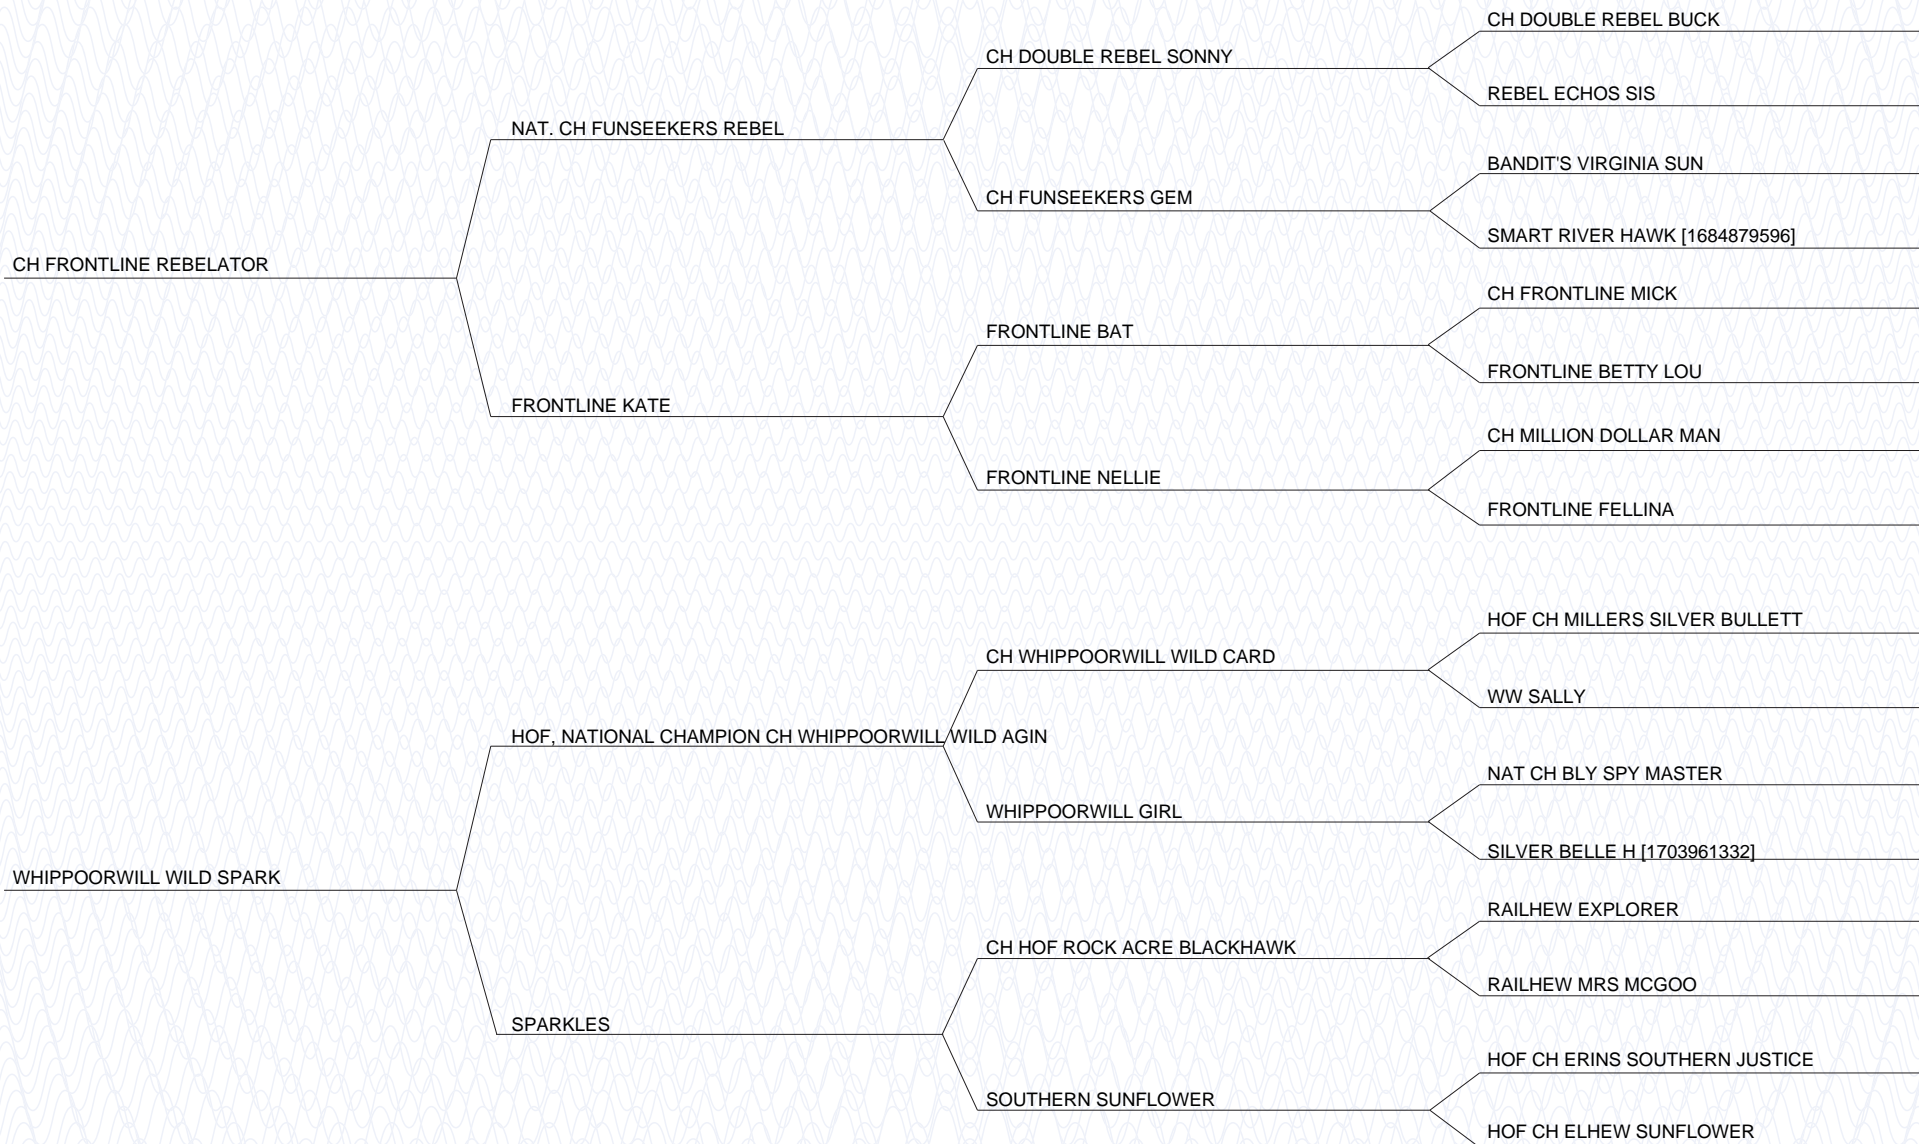 CH DOUBLE REBEL BUCK
CH DOUBLE REBEL SONNY
REBEL ECHOS SIS
NAT. CH FUNSEEKERS REBEL
BANDIT'S VIRGINIA SUN
CH FUNSEEKERS GEM
SMART RIVER HAWK [1684879596]
CH FRONTLINE REBELATOR
CH FRONTLINE MICK
FRONTLINE BAT
FRONTLINE BETTY LOU
FRONTLINE KATE
CH MILLION DOLLAR MAN
FRONTLINE NELLIE
FRONTLINE FELLINA
HOF CH MILLERS SILVER BULLETT
CH WHIPPOORWILL WILD CARD
WW SALLY
HOF, NATIONAL CHAMPION CH WHIPPOORWILL WILD AGIN
NAT CH BLY SPY MASTER
WHIPPOORWILL GIRL
SILVER BELLE H [1703961332]
WHIPPOORWILL WILD SPARK
RAILHEW EXPLORER
CH HOF ROCK ACRE BLACKHAWK
RAILHEW MRS MCGOO
SPARKLES
HOF CH ERINS SOUTHERN JUSTICE
SOUTHERN SUNFLOWER
HOF CH ELHEW SUNFLOWER